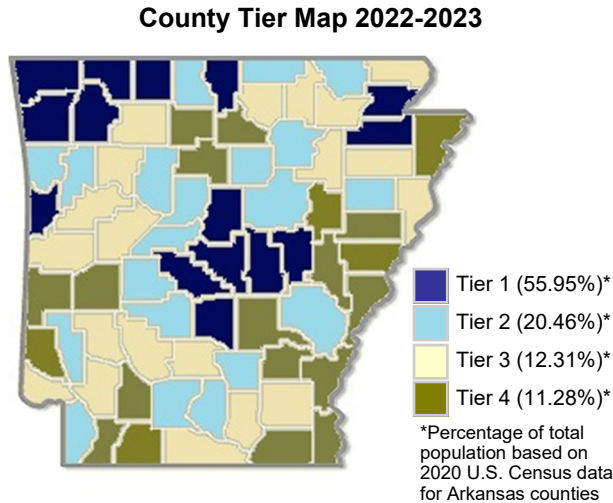 County Tier Map 2022-2023
Tier 1 (55.95%)*
Tier 2 (20.46%)*
Tier 3 (12.31%)*
Tier 4 (11.28%)*
*Percentage of total
population based on
2020 U.S. Census data
for Arkansas counties